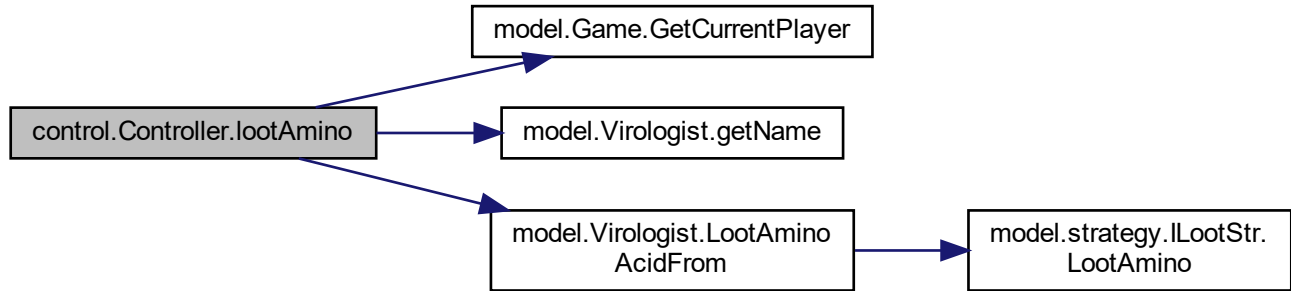 model.Game.GetCurrentPlayer
control.Controller.lootAmino
model.Virologist.getName
model.Virologist.LootAmino
AcidFrom
model.strategy.ILootStr.
LootAmino